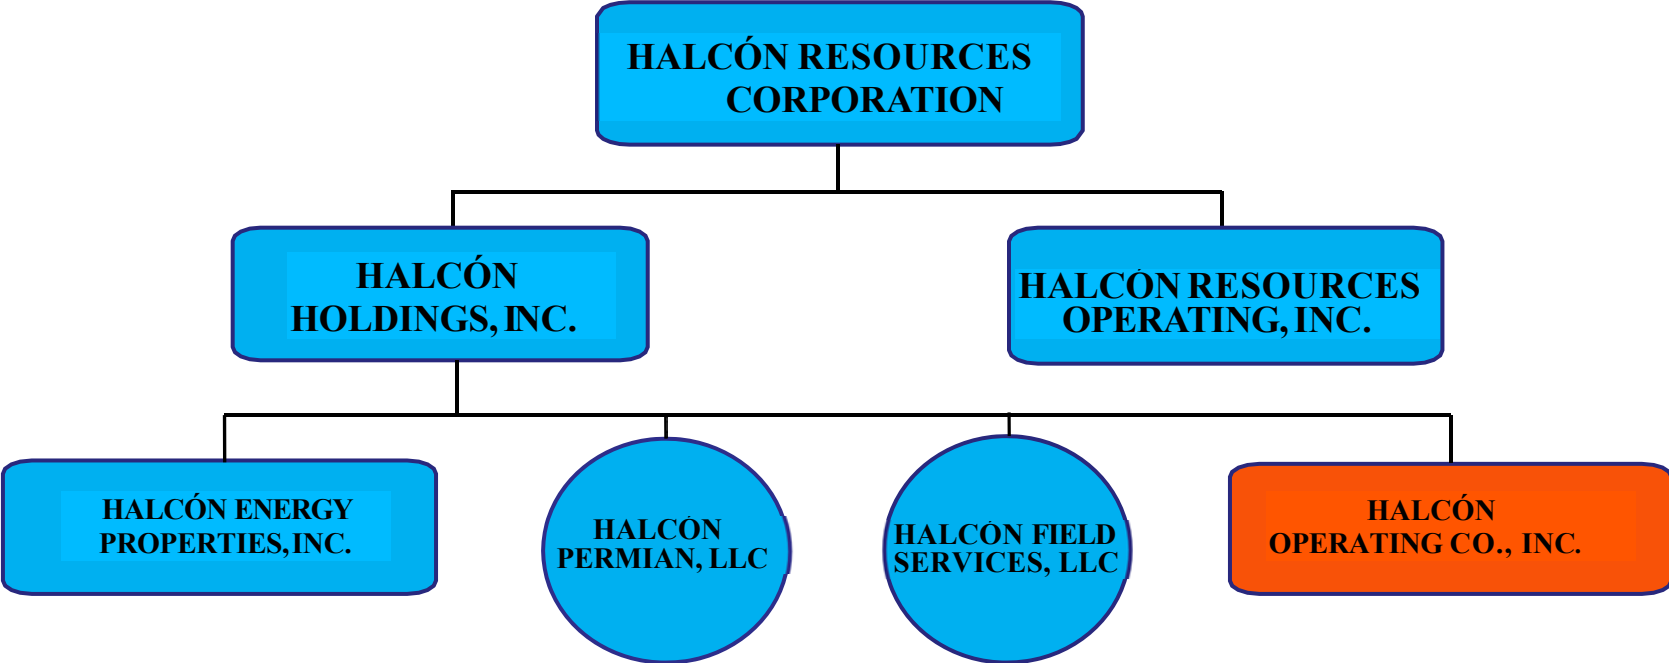 HALCÓN RESOURCES
CORPORATION
HALCÓN
HOLDINGS, INC.
HALCÓN RESOURCES
OPERATING, INC.
HALCÓN ENERGY
PROPERTIES, INC.
HALCÓN
PERMIAN, LLC
HALCÓN FIELD
SERVICES, LLC
HALCÓN
OPERATING CO., INC.